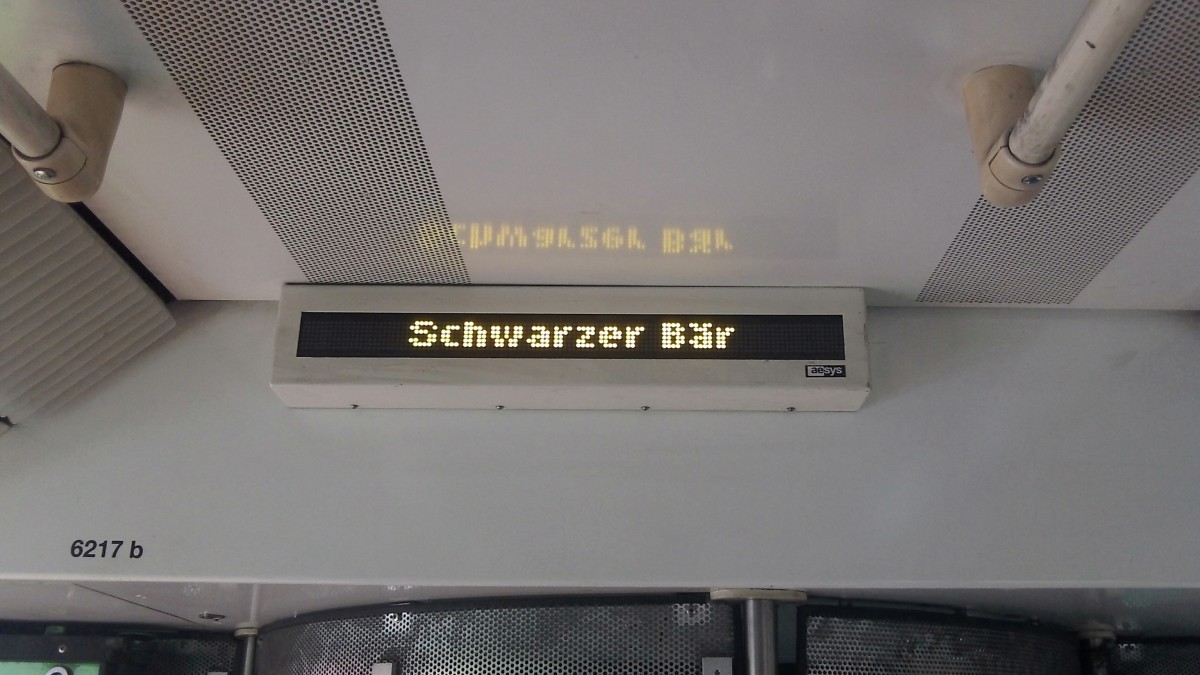 Schwarzer Bär
aesys
6217 b